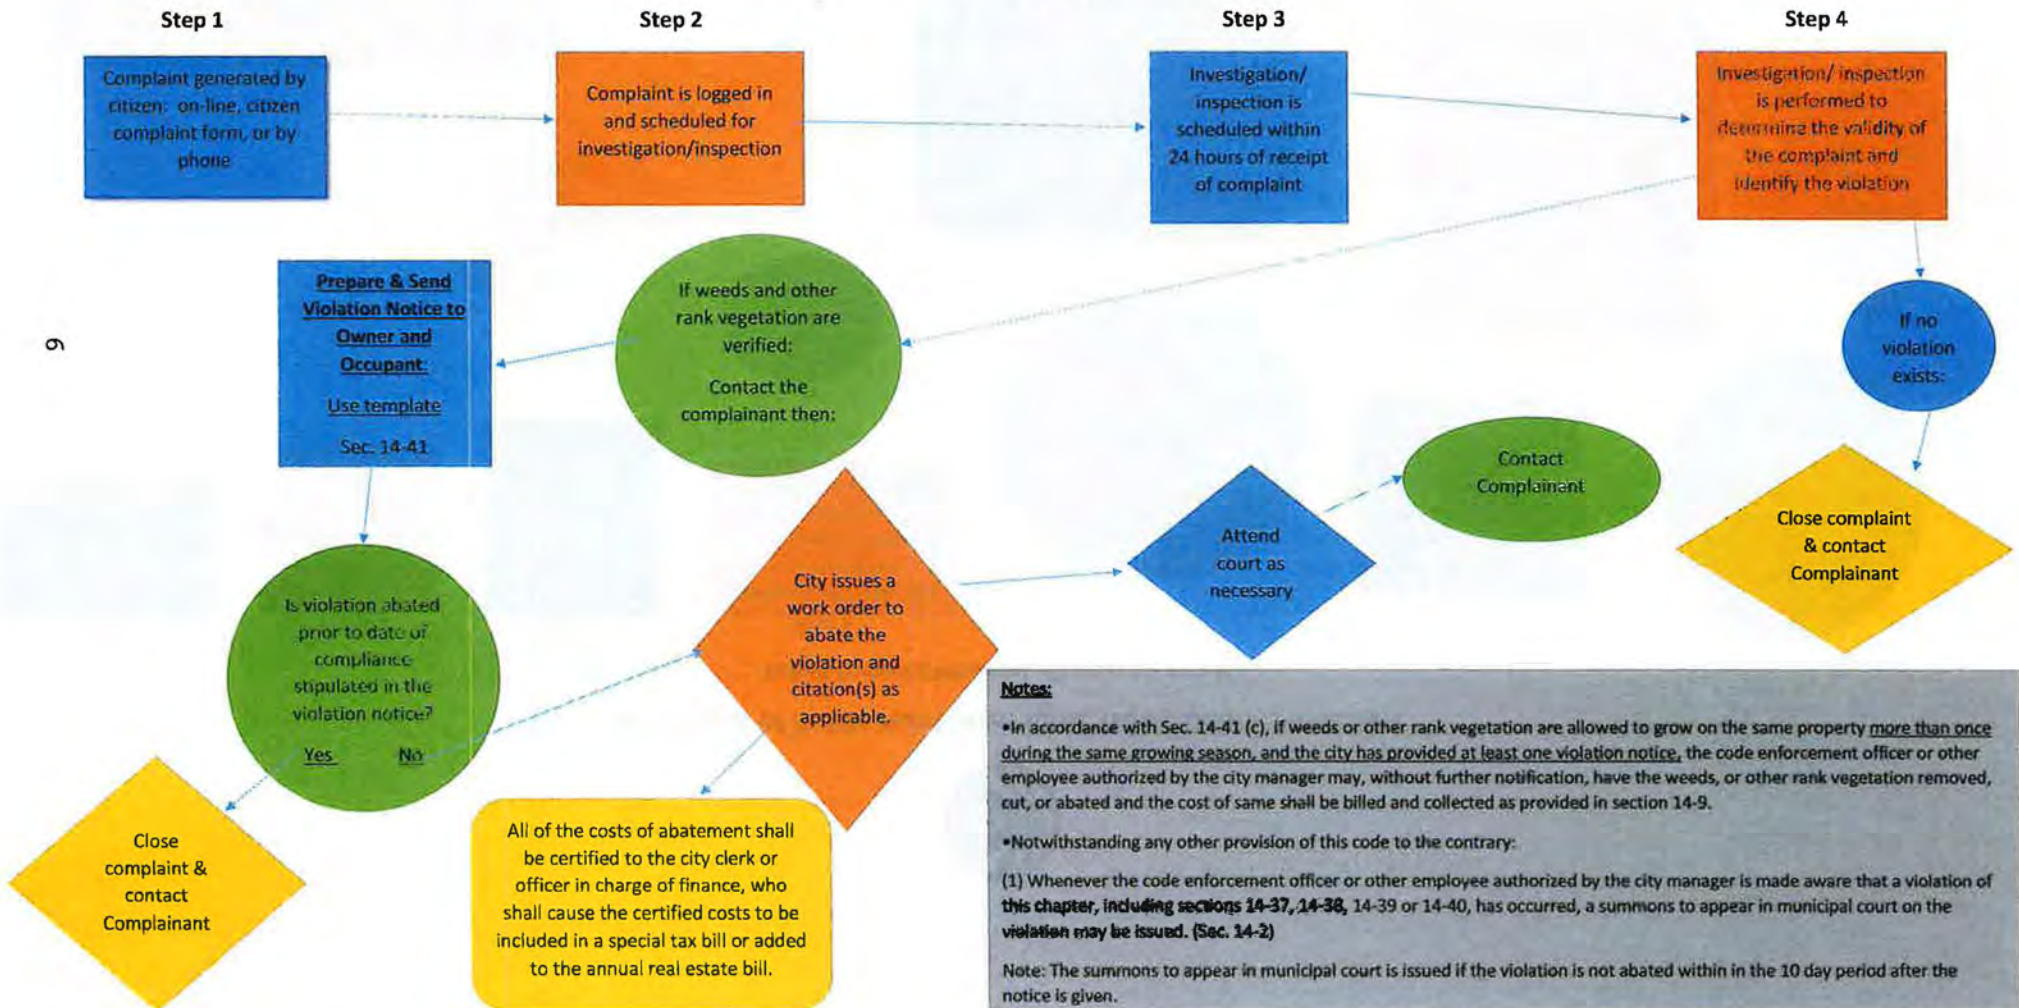 Step 1
Step 2
Step 3
Step 4
Complaint generated by
citizen: on-line, citizen
complaint form, or by
phone
Complaint is logged in
and scheduled for
investigation/inspection
Investigation/
inspection is
scheduled within
24 hours of receipt
of complaint
Investigation/ inspection
is performed to
determine the validity of
the complaint and
identify the violation
Prepare & Send
Violation Notice to
Owner and
Occupant:
Use template
Sec. 14-41
If weeds and other
rank vegetation are
verified:
Contact the
complainant then:
If no
violation
exists:
9
Contact
Complainant
Close complaint
& contact
Complainant
Attend
court as
necessary
City issues a
work order to
abate the
violation and
citation(s) as
applicable.
Is violation abated
prior to date of
compliance
stipulated in the
violation notice?
Yes No
Close
complaint &
contact
Complainant
All of the costs of abatement shall
be certified to the city clerk or
officer in charge of finance, who
shall cause the certified costs to be
included in a special tax bill or added
to the annual real estate bill.
Notes:
•In accordance with Sec. 14-41 (c), if weeds or other rank vegetation are allowed to grow on the same property more than once
during the same growing season, and the city has provided at least one violation notice, the code enforcement officer or other
employee authorized by the city manager may, without further notification, have the weeds, or other rank vegetation removed,
cut, or abated and the cost of same shall be billed and collected as provided in section 14-9.
•Notwithstanding any other provision of this code to the contrary:
(1) Whenever the code enforcement officer or other employee authorized by the city manager is made aware that a violation of
this chapter, including sections 14-37, 14-38, 14-39 or 14-40, has occurred, a summons to appear in municipal court on the
violation may be issued. (Sec. 14-2)
Note: The summons to appear in municipal court is issued if the violation is not abated within in the 10 day period after the
notice is given.